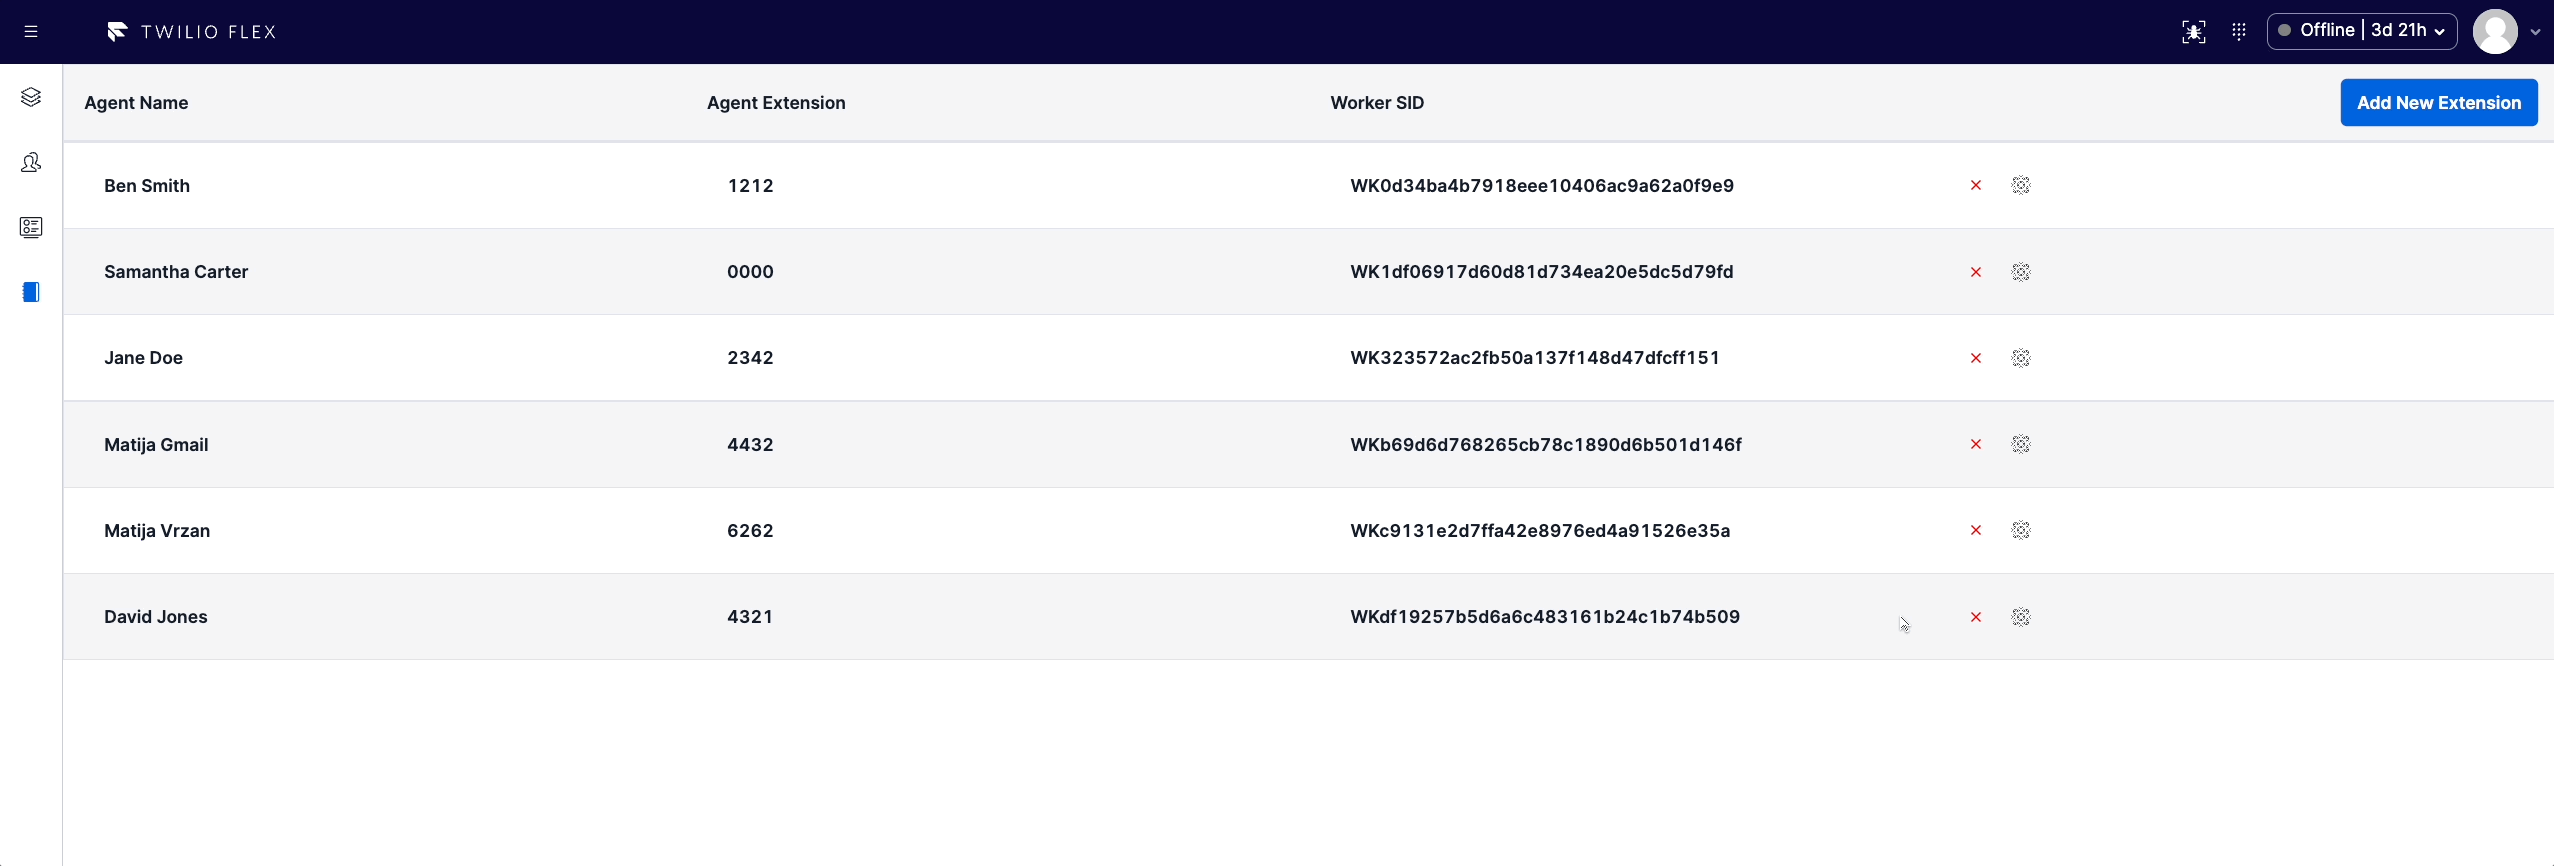 TWILIO FLEX
Offline | 3d 21h
Agent Name Agent Extension Worker SID Add New Extension
Ben Smith 1212 WK0d34ba4b7918eee10406ac9a62a0f9e9
Samantha Carter 0000 WK1df06917d60d81d734ea20e5dc5d79fd
Jane Doe 2342 WK323572ac2fb50a137f148d47dfcff151
Matija Gmail 4432 WKb69d6d768265cb78c1890d6b501d146f
Matija Vrzan 6262 WKc9131e2d7ffa42e8976ed4a91526e35a
David Jones 4321 WKdf19257b5d6a6c483161b24c1b74b509